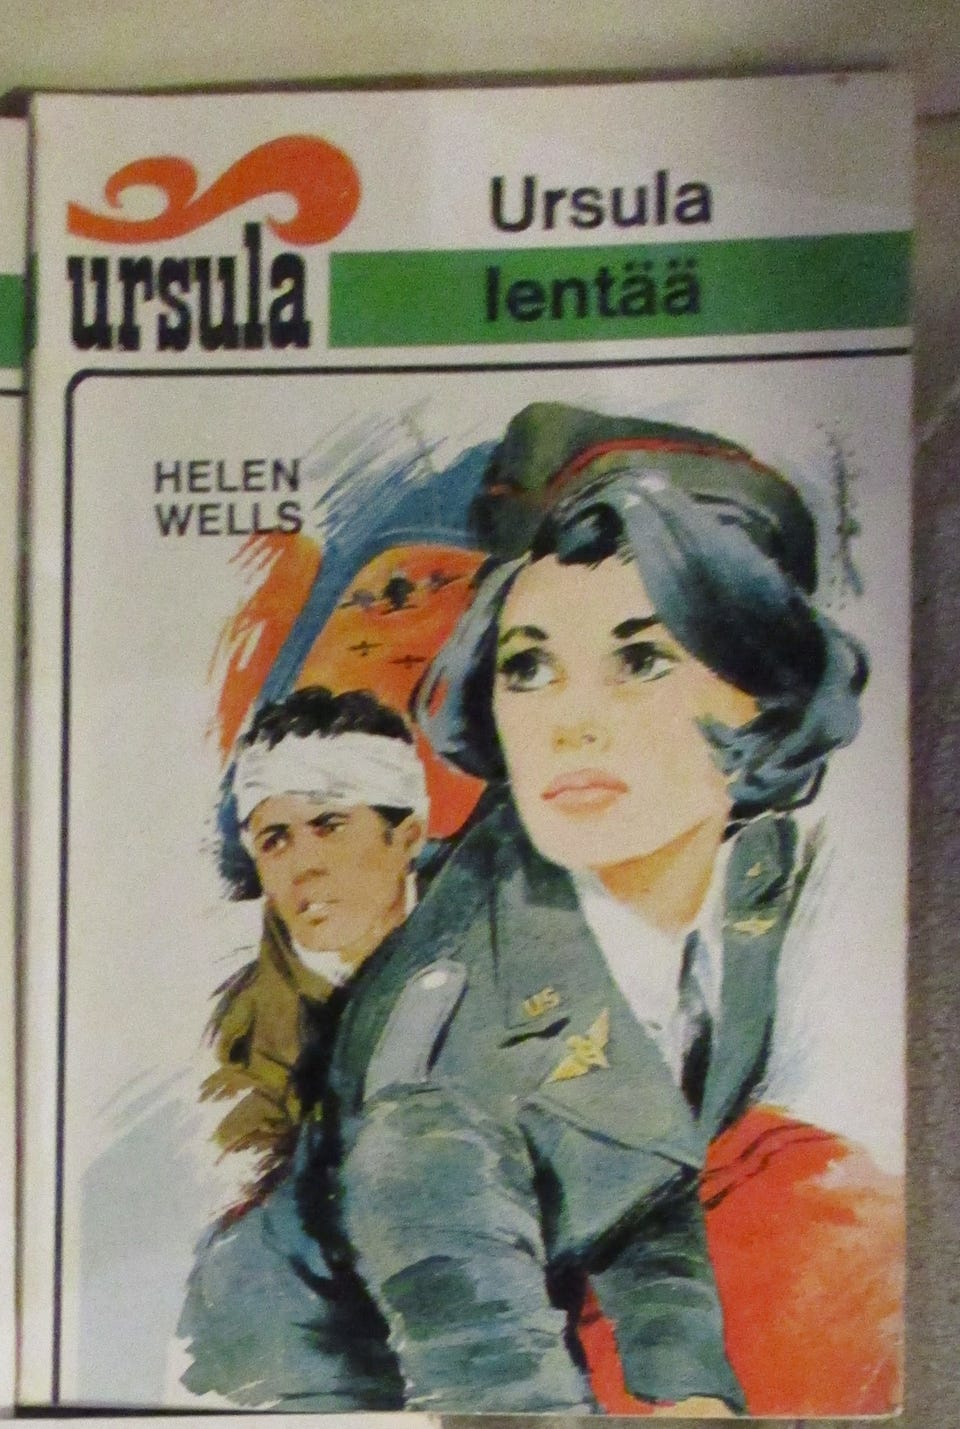 ursula
Ursula
lentää
HELEN
WELLS
US